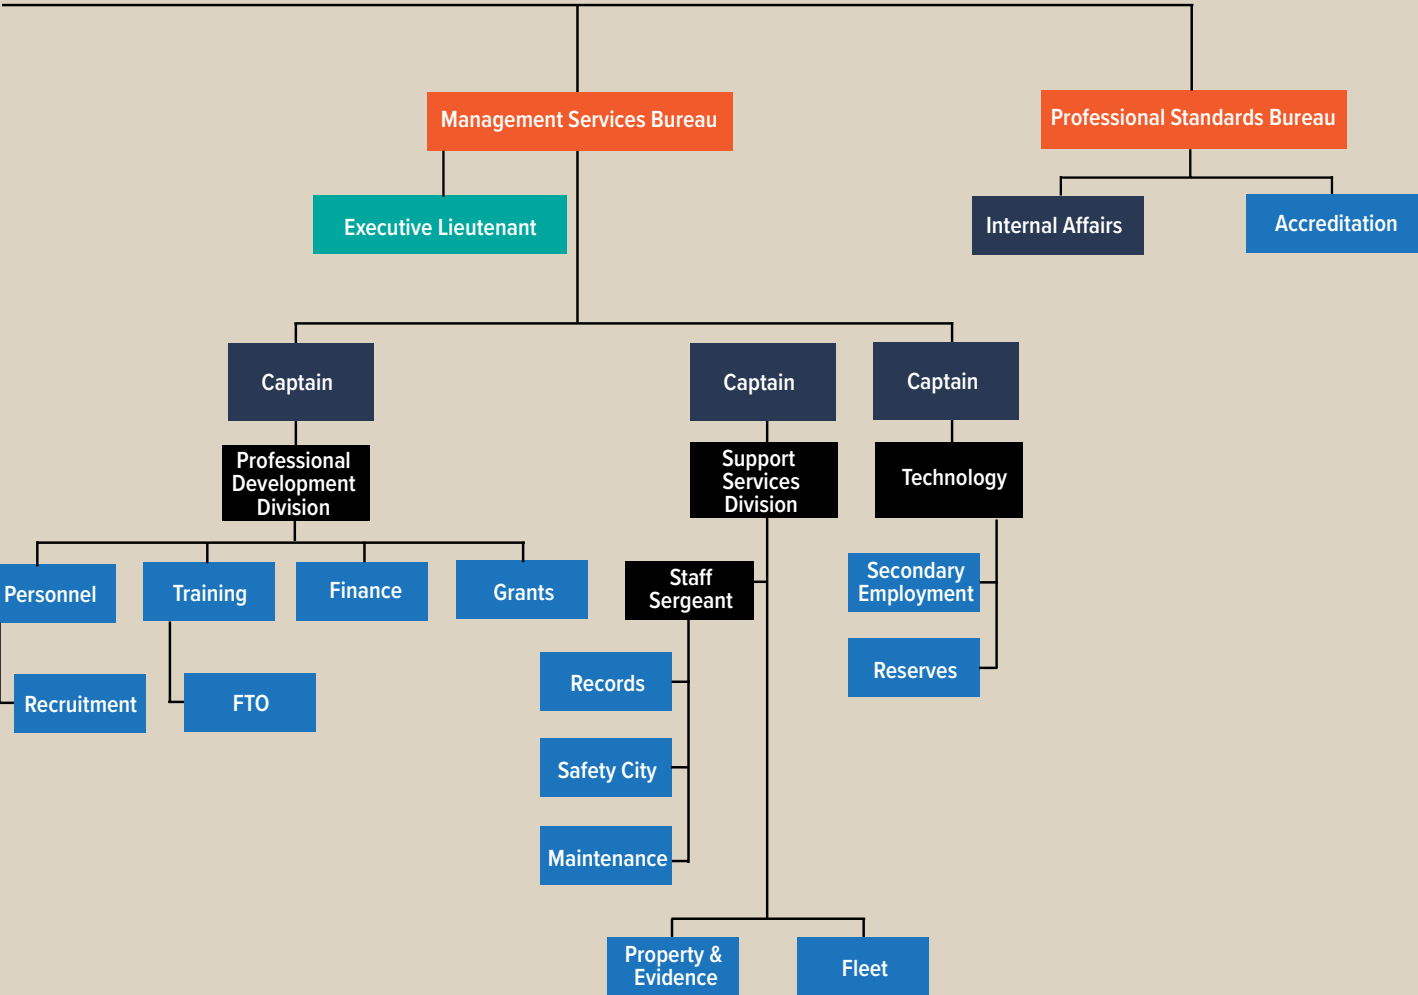 Management Services Bureau
Professional Standards Bureau
Executive Lieutenant
Internal Affairs
Accreditation
Captain
Captain
Captain
Professional
Development
Division
Support
Services
Division
Technology
Personnel
Training
Finance
Grants
Staff
Sergeant
Secondary
Employment
Recruitment
FTO
Records
Reserves
Safety City
Maintenance
Property &
Evidence
Fleet